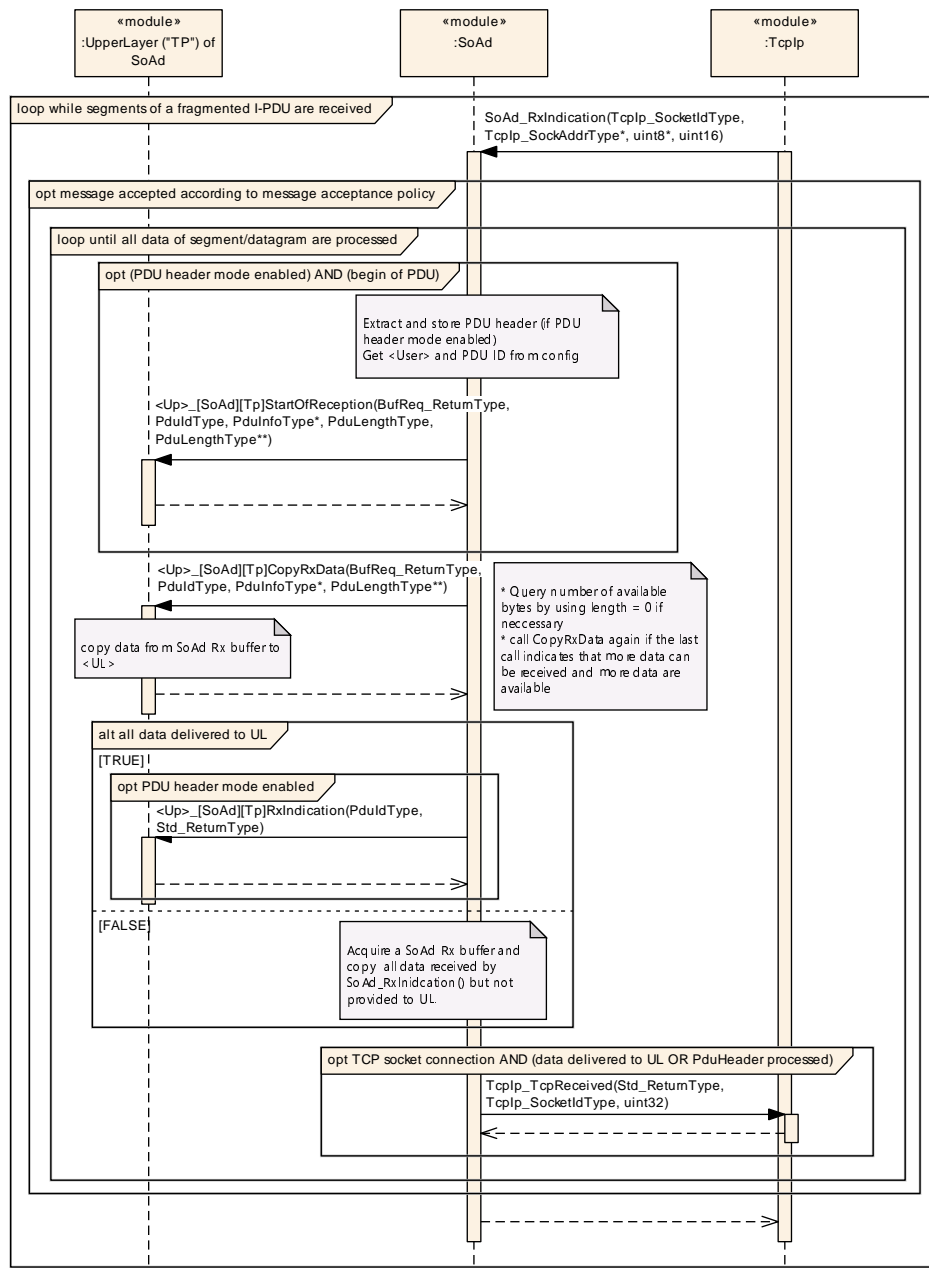 «module»
:UpperLayer ("TP") of
SoAd
«module»
:SoAd
«module»
:TcpIp
loop while segments of a fragmented I-PDU are received
SoAd_RxIndication(TcpIp_SocketIdType,
TcpIp_SockAddrType*, uint8*, uint16)
opt message accepted according to message acceptance policy
loop until all data of segment/datagram are processed
opt (PDU header mode enabled) AND (begin of PDU)
Extract and store PDU header (if PDU
header mode enabled)
Get <User> and PDU ID from config
<Up>_[SoAd][Tp]StartOfReception(BufReq_ReturnType,
PduIdType, PduInfoType*, PduLengthType,
PduLengthType**)
<Up>_[SoAd][Tp]CopyRxData(BufReq_ReturnType,
PduIdType, PduInfoType*, PduLengthType**)
* Query number of available
bytes by using length = 0 if
neccessary
* call CopyRxData again if the last
call indicates that more data can
be received and more data are
available
copy data from SoAd Rx buffer to
<UL>
alt all data delivered to UL
[TRUE]
opt PDU header mode enabled
<Up>_[SoAd][Tp]RxIndication(PduIdType,
Std_ReturnType)
[FALSE]
Acquire a SoAd Rx buffer and
copy all data received by
SoAd_RxInidcation() but not
provided to UL.
opt TCP socket connection AND (data delivered to UL OR PduHeader processed)
TcpIp_TcpReceived(Std_ReturnType,
TcpIp_SocketIdType, uint32)